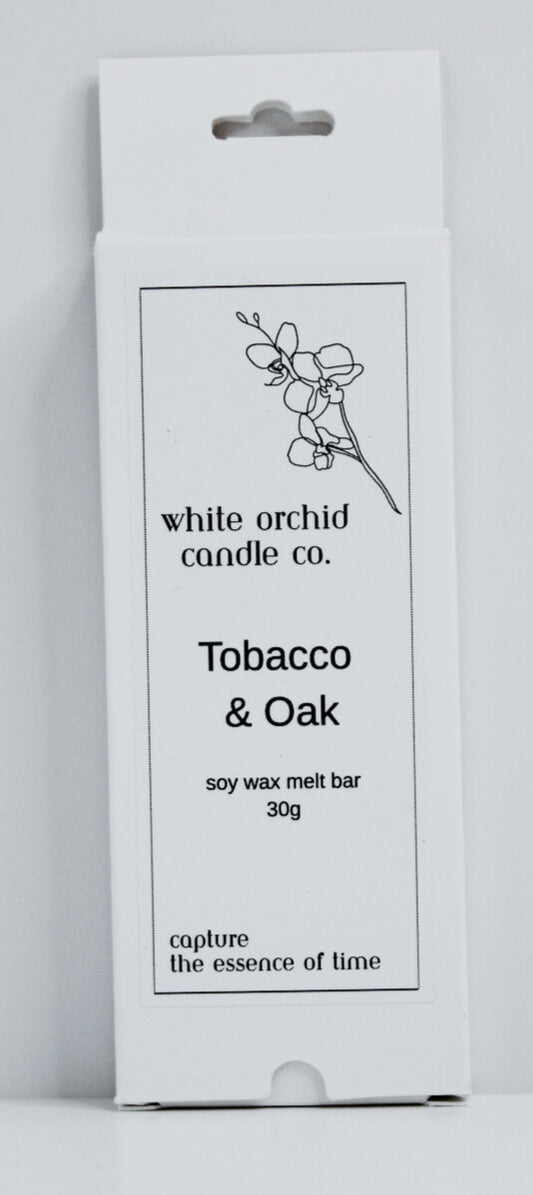 white orchid
candle co.
Tobacco
& Oak
soy wax melt bar
30g
capture
the essence of time